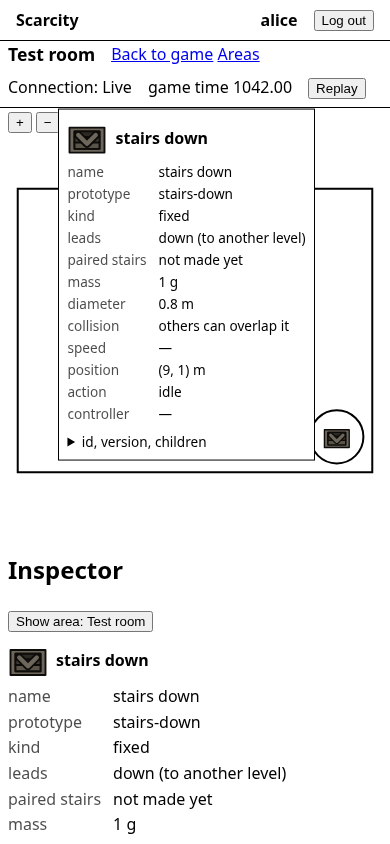 Scarcity alice Log out
Test room Back to game Areas
Connection: Live game time 1042.00 Replay
+ −
stairs down
name stairs down
prototype stairs-down
kind fixed
leads down (to another level)
paired stairs not made yet
mass 1 g
diameter 0.8 m
collision others can overlap it
speed —
position (9, 1) m
action idle
controller —
▶ id, version, children
Inspector
Show area: Test room
stairs down
name stairs down
prototype stairs-down
kind fixed
leads down (to another level)
paired stairs not made yet
mass 1 g